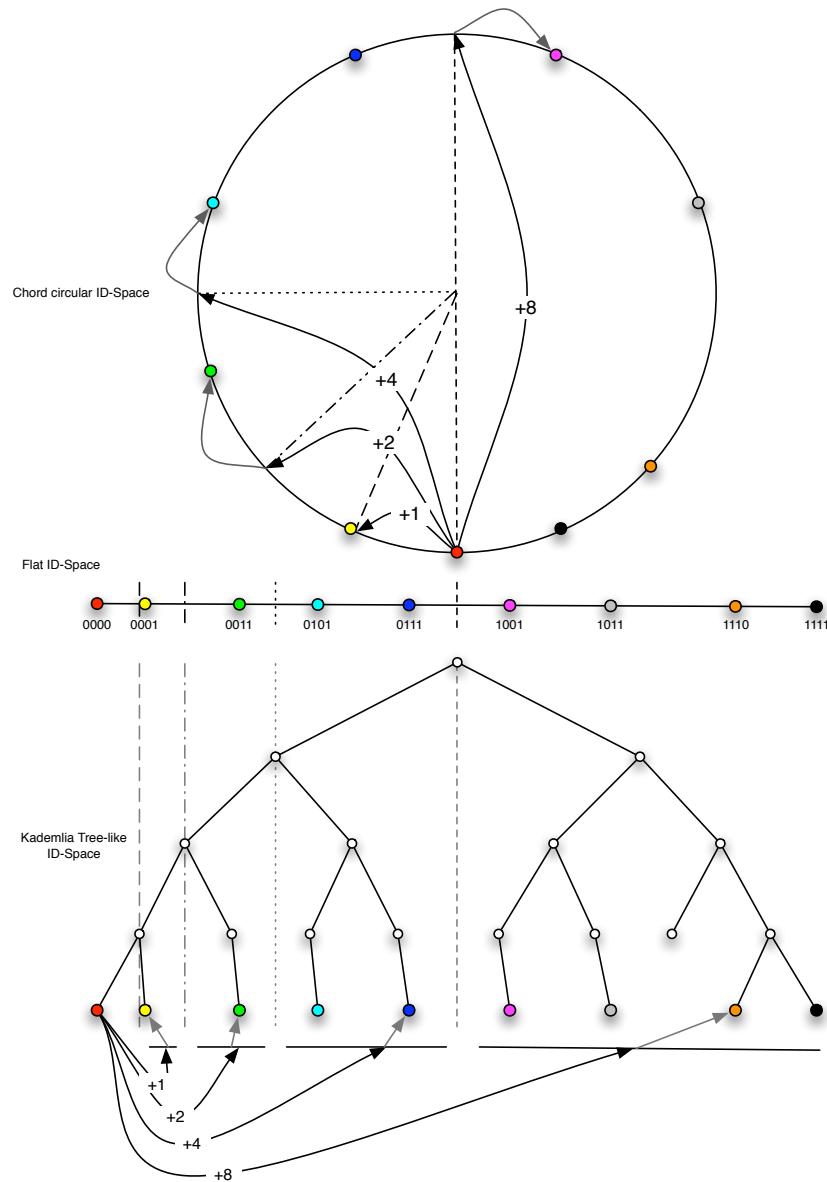 Chord circular ID-Space
+8
+4
+2
+1
Flat ID-Space
0000 0001 0011 0101 0111 1001 1011 1110 1111
Kademlia Tree-like
ID-Space
+1
+2
+4
+8